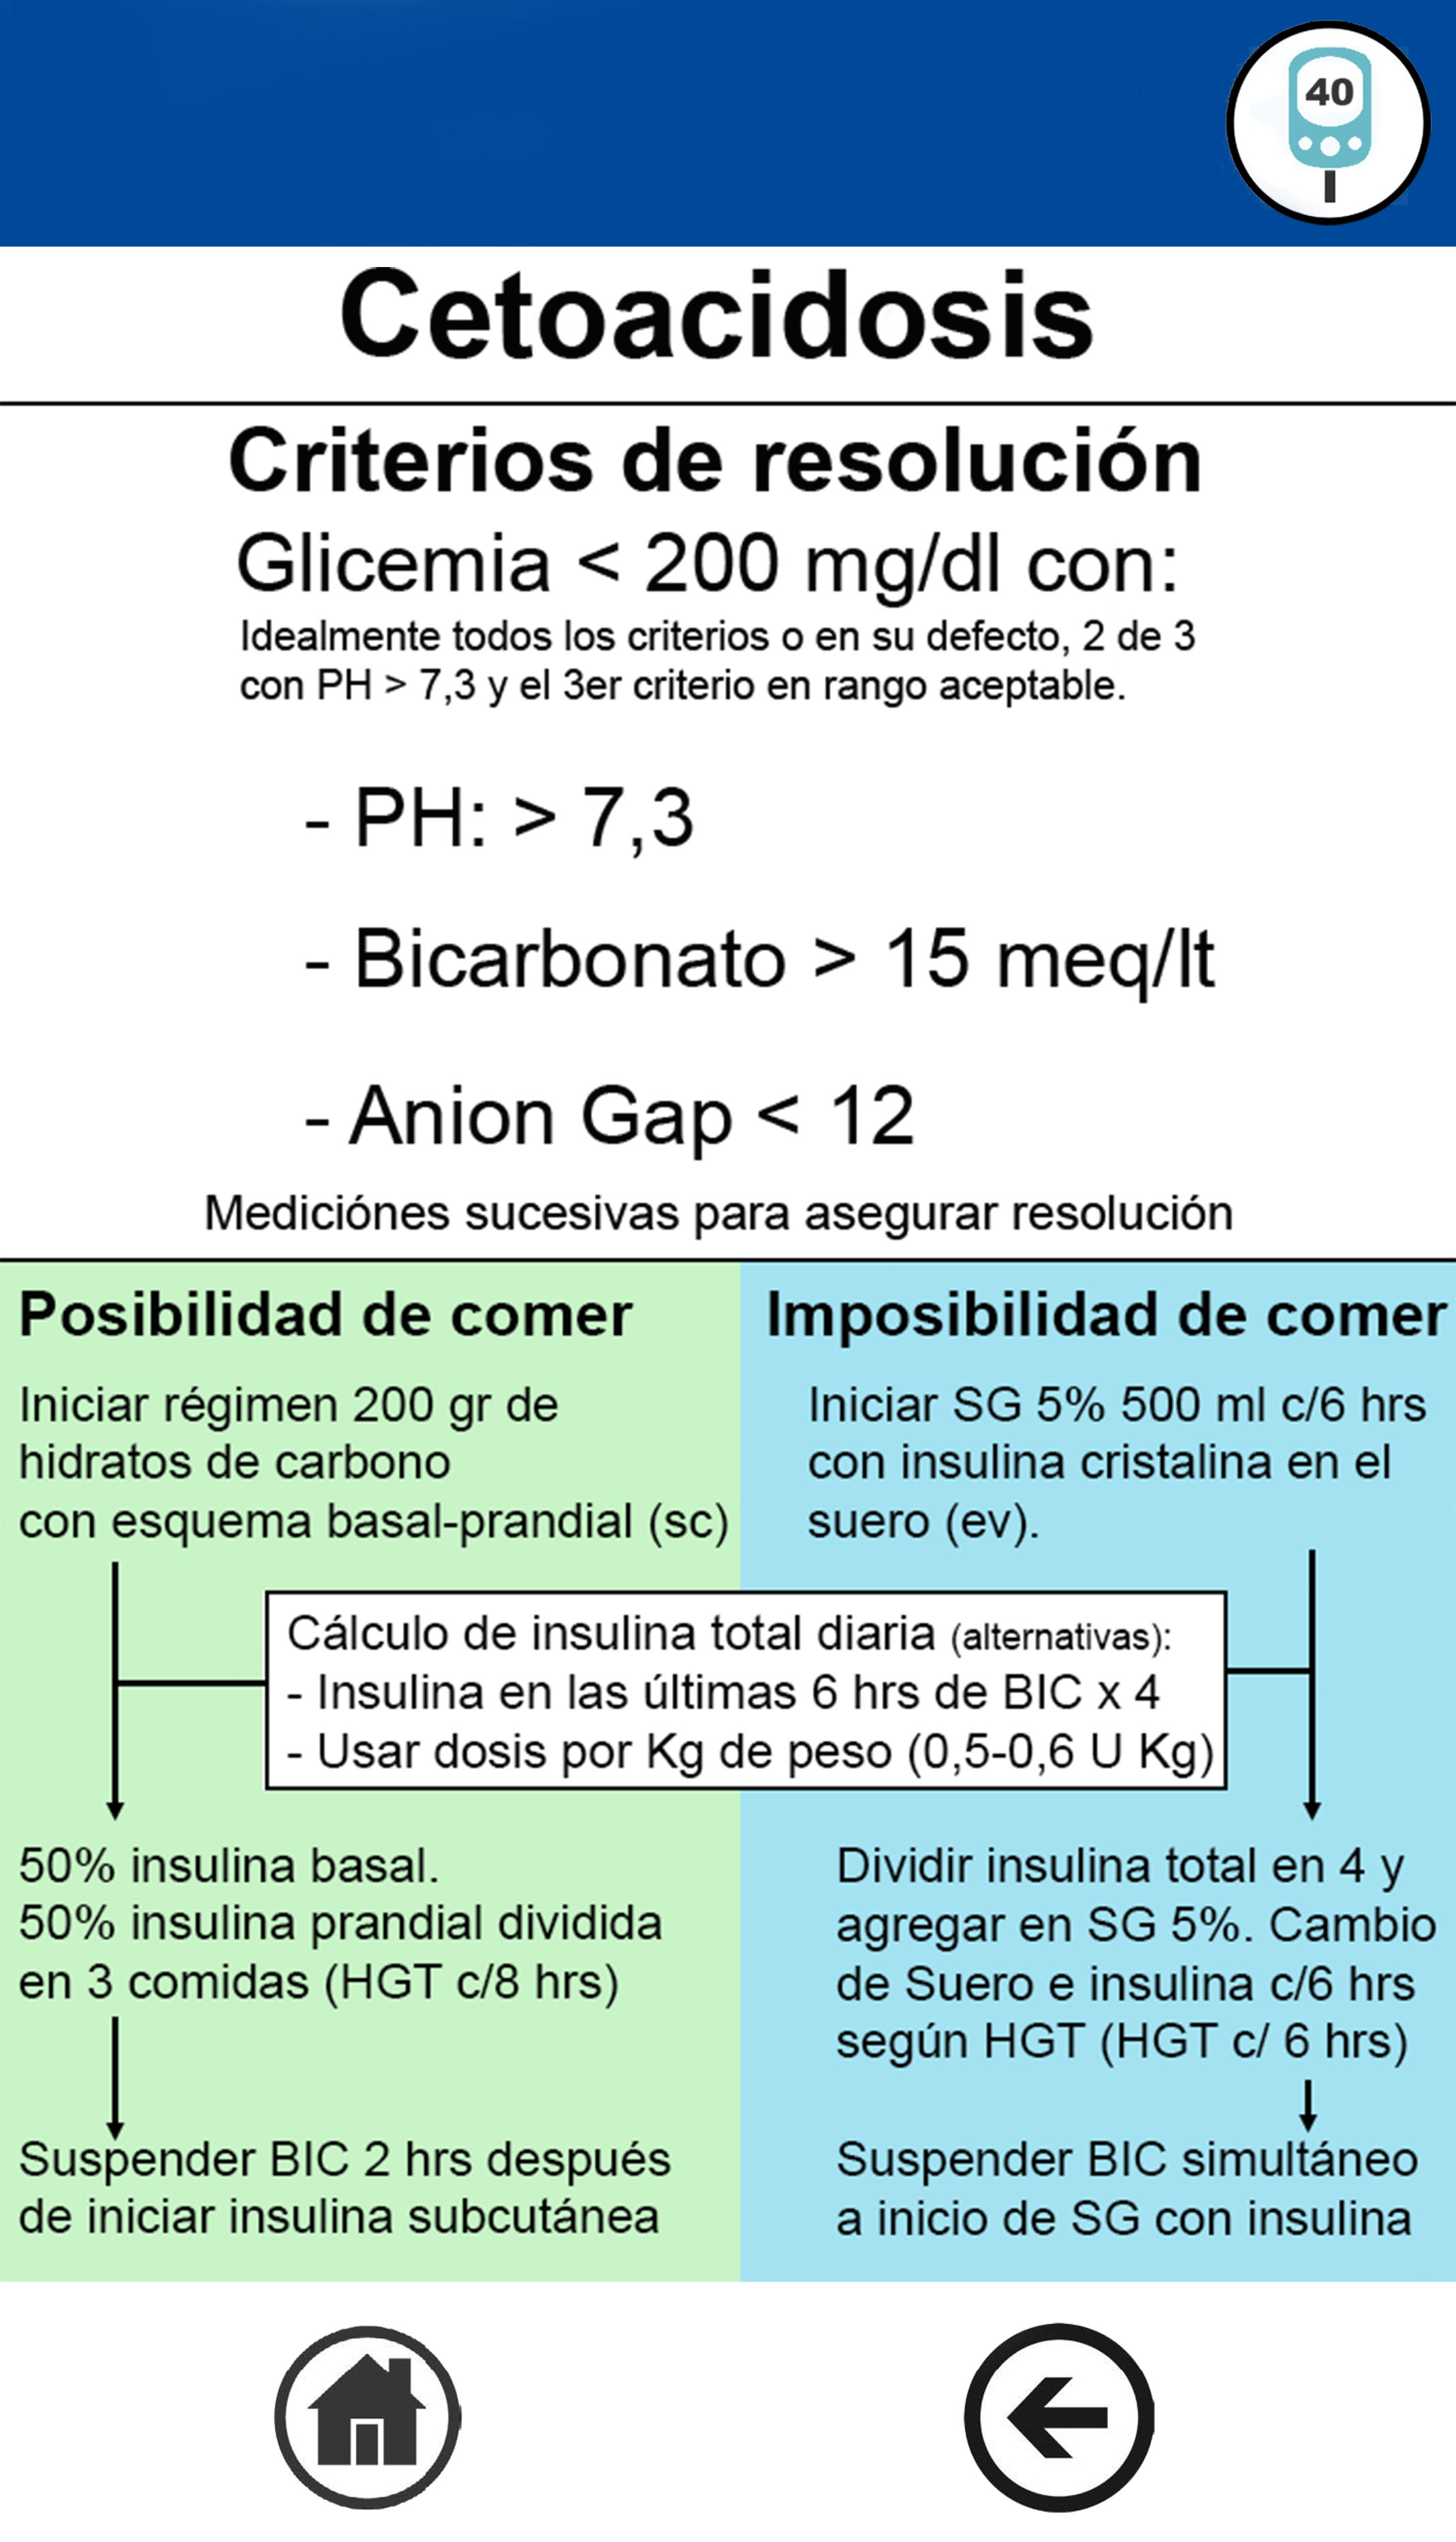 40
Cetoacidosis
Criterios de resolución
Glicemia < 200 mg/dl con:
Idealmente todos los criterios o en su defecto, 2 de 3
con PH > 7,3 y el 3er criterio en rango aceptable.
- PH: > 7,3
- Bicarbonato > 15 meq/lt
- Anion Gap < 12
Mediciónes sucesivas para asegurar resolución
Posibilidad de comer
Iniciar régimen 200 gr de
hidratos de carbono
con esquema basal-prandial (sc)
Imposibilidad de comer
Iniciar SG 5% 500 ml c/6 hrs
con insulina cristalina en el
suero (ev).
Cálculo de insulina total diaria (alternativas):
- Insulina en las últimas 6 hrs de BIC x 4
- Usar dosis por Kg de peso (0,5-0,6 U Kg)
50% insulina basal.
50% insulina prandial dividida
en 3 comidas (HGT c/8 hrs)
Suspender BIC 2 hrs después
de iniciar insulina subcutánea
Dividir insulina total en 4 y
agregar en SG 5%. Cambio
de Suero e insulina c/6 hrs
según HGT (HGT c/ 6 hrs)
Suspender BIC simultáneo
a inicio de SG con insulina